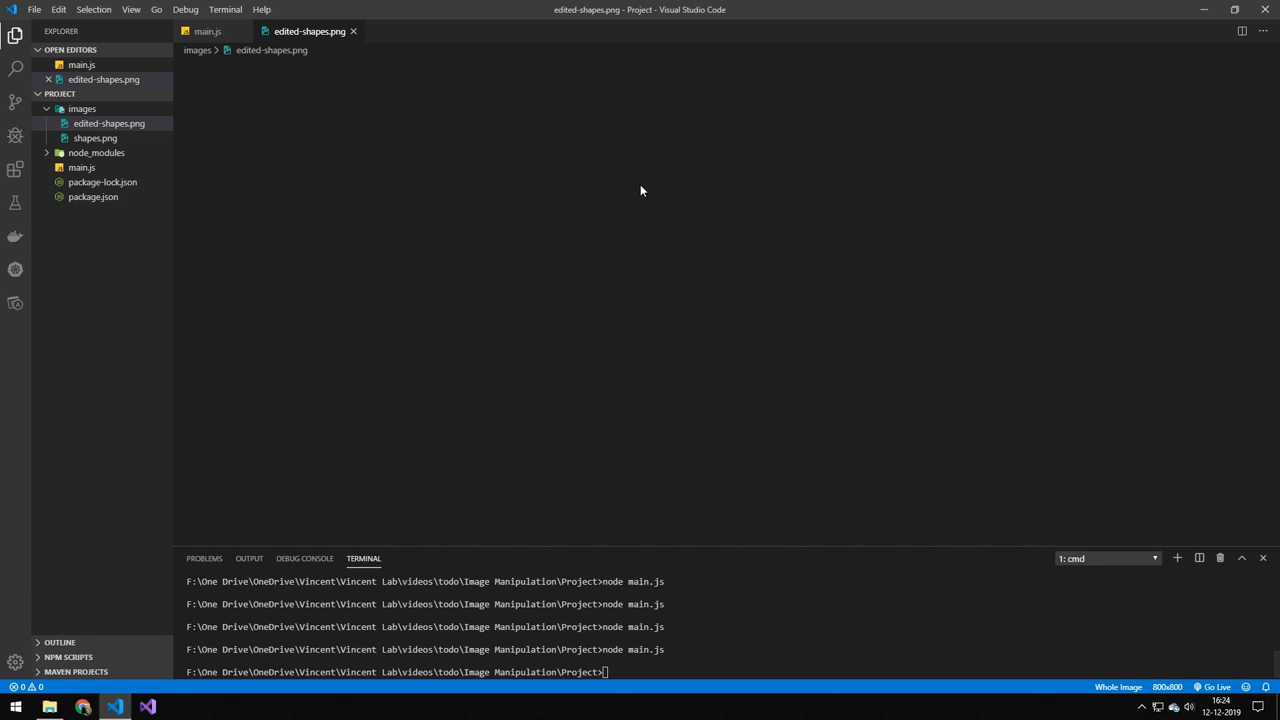 File Edit Selection View Go Debug Terminal Help
edited-shapes.png - Project - Visual Studio Code
EXPLORER
OPEN EDITORS
main.js
edited-shapes.png
PROJECT
images
edited-shapes.png
shapes.png
node_modules
main.js
package-lock.json
package.json
OUTLINE
NPM SCRIPTS
MAVEN PROJECTS
main.js
edited-shapes.png
images
edited-shapes.png
PROBLEMS OUTPUT DEBUG CONSOLE TERMINAL
1: cmd
F:\One Drive\OneDrive\Vincent\Vincent Lab\videos\todo\Image Manipulation\Project>node main.js
F:\One Drive\OneDrive\Vincent\Vincent Lab\videos\todo\Image Manipulation\Project>node main.js
F:\One Drive\OneDrive\Vincent\Vincent Lab\videos\todo\Image Manipulation\Project>node main.js
F:\One Drive\OneDrive\Vincent\Vincent Lab\videos\todo\Image Manipulation\Project>node main.js
F:\One Drive\OneDrive\Vincent\Vincent Lab\videos\todo\Image Manipulation\Project>
0 0
Whole Image 800x800 Go Live
16:24
12-12-2019